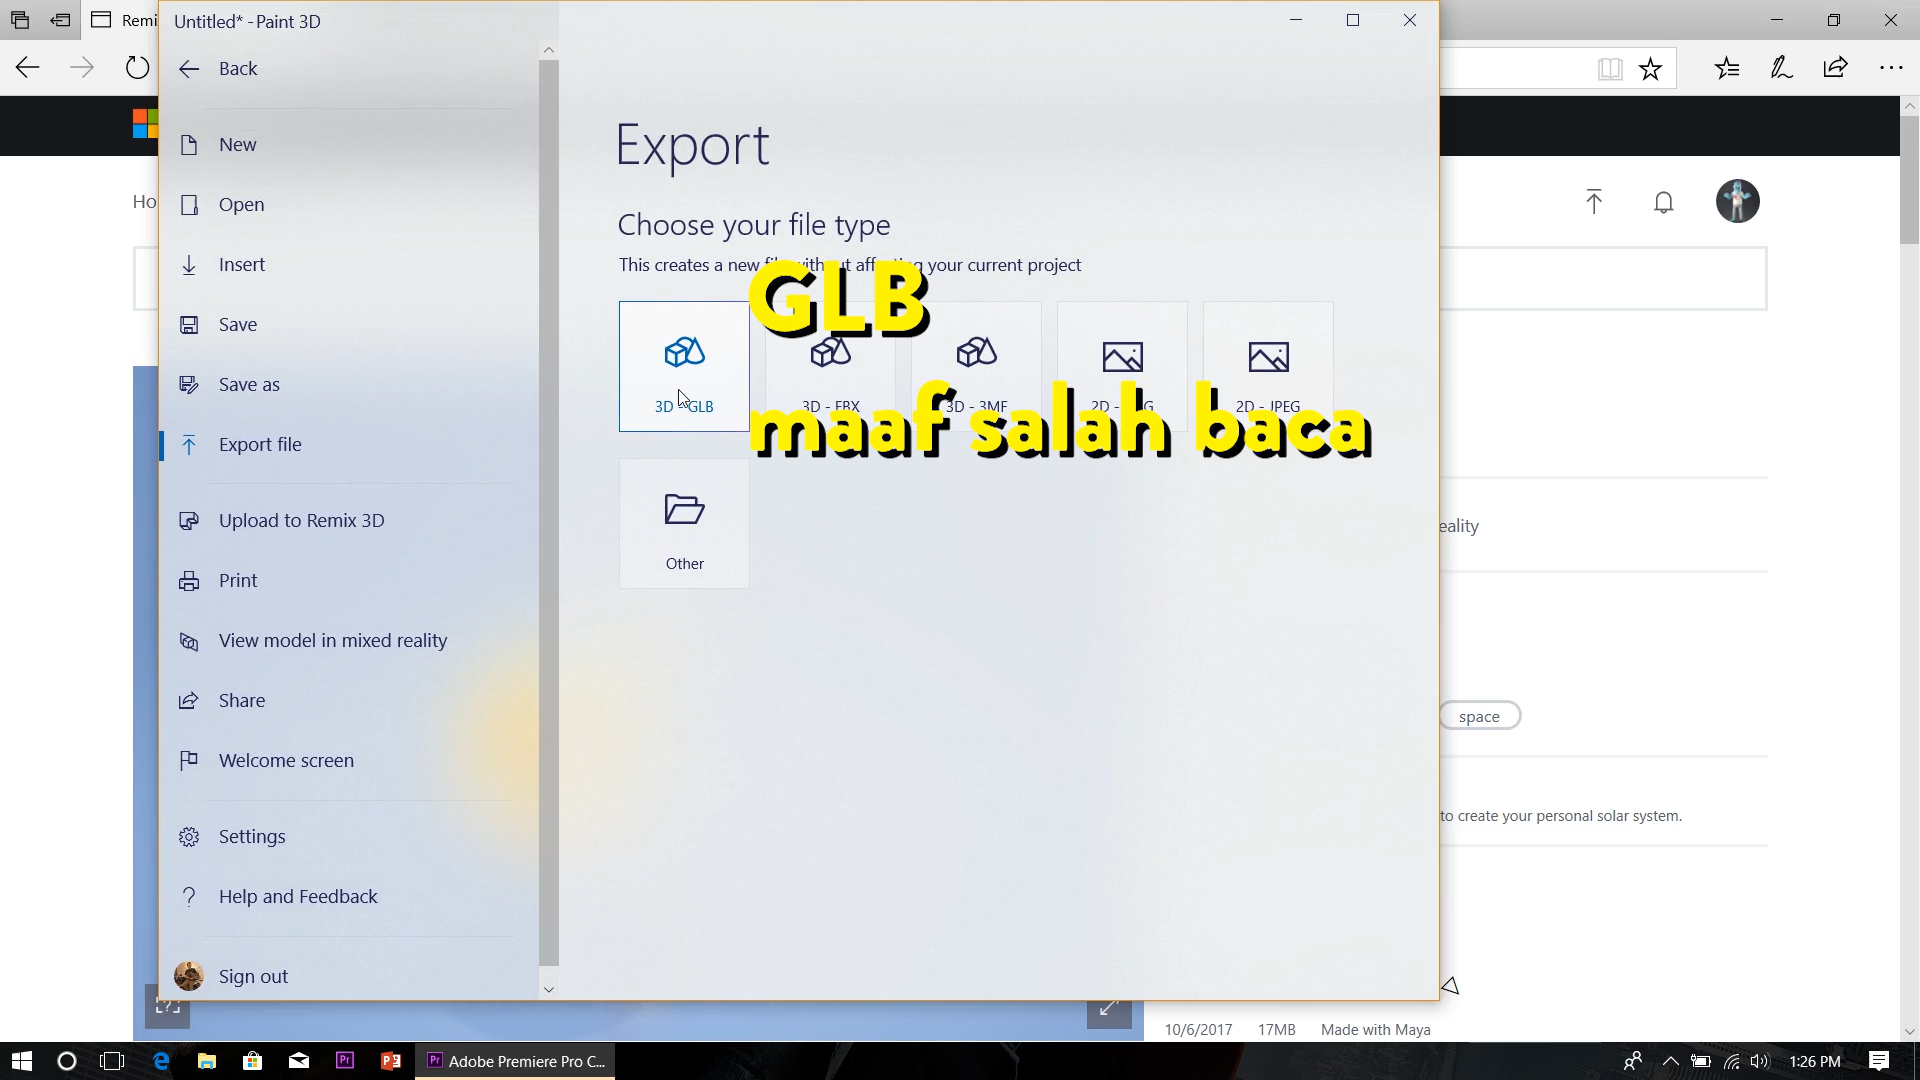 Remi
Untitled* - Paint 3D
Back
New
Open
Insert
Save
Save as
Export file
Upload to Remix 3D
Print
View model in mixed reality
Share
Welcome screen
Settings
Help and Feedback
Sign out
Export
Choose your file type
This creates a new file without affecting your current project
GLB
maaf salah baca
3D - GLB
3D - FBX
3D - 3MF
2D - JPEG
Other
Ho
eality
space
to create your personal solar system.
10/6/2017 17MB Made with Maya
Adobe Premiere Pro C...
1:26 PM